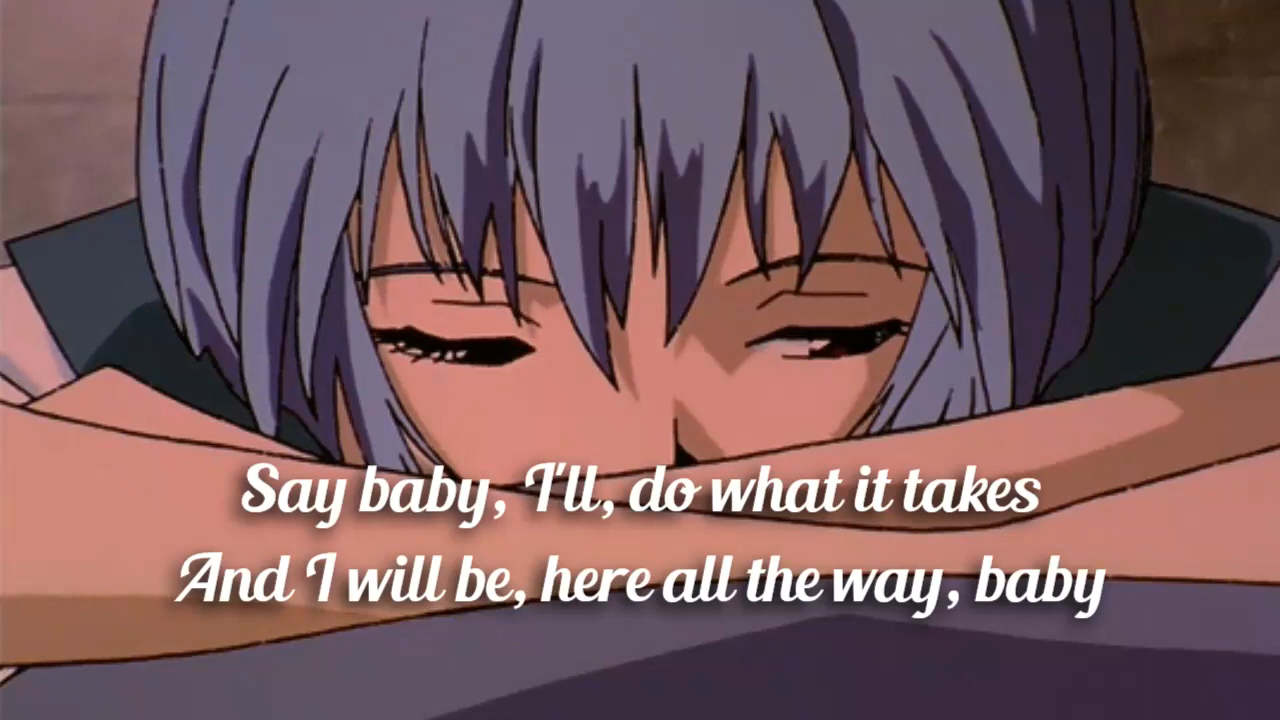 Say baby, I'll, do what it takes
And I will be, here all the way, baby